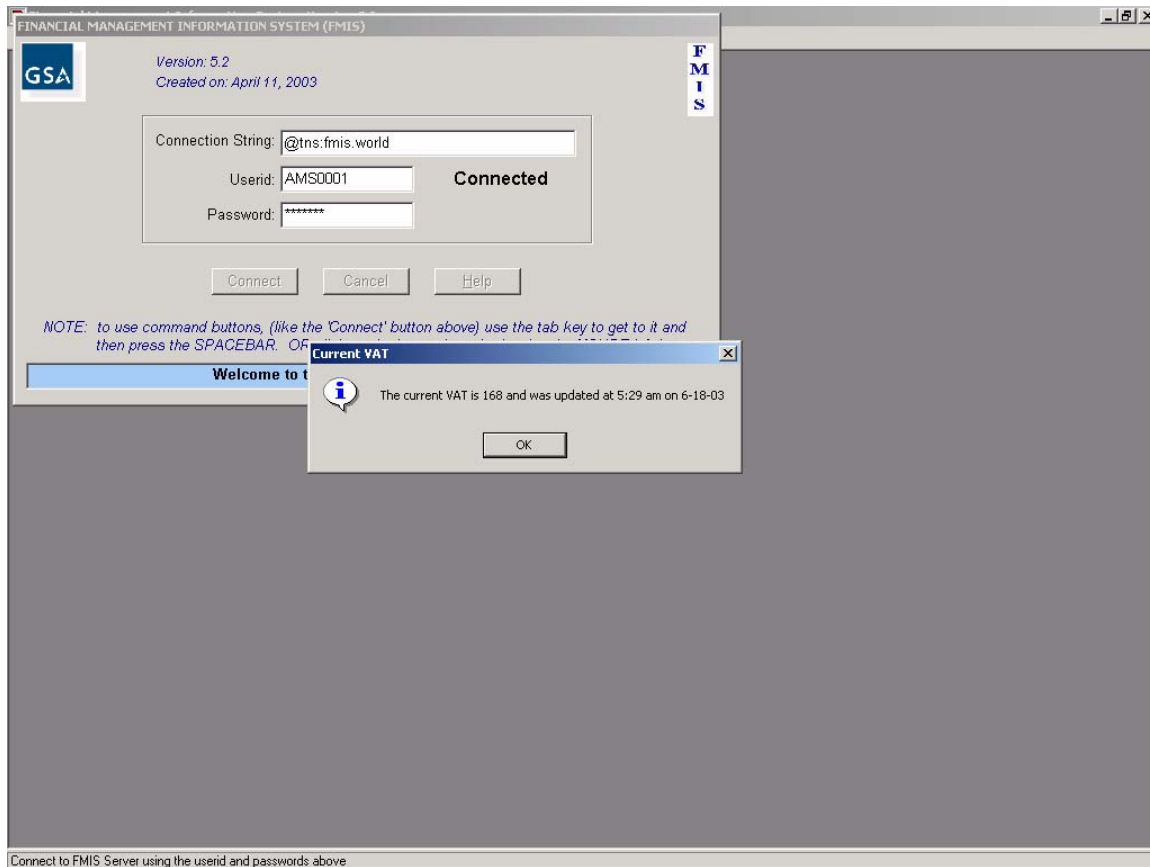 FINANCIAL MANAGEMENT INFORMATION SYSTEM (FMIS)
GSA
Version: 5.2
Created on: April 11, 2003
F
M
I
S
Connection String: @tns:fmis.world
Userid: AMS0001 Connected
Password: *******
Connect Cancel Help
NOTE: to use command buttons, (like the 'Connect' button above) use the tab key to get to it and
then press the SPACEBAR.
Welcome to
Current VAT
The current VAT is 168 and was updated at 5:29 am on 6-18-03
OK
Connect to FMIS Server using the userid and passwords above